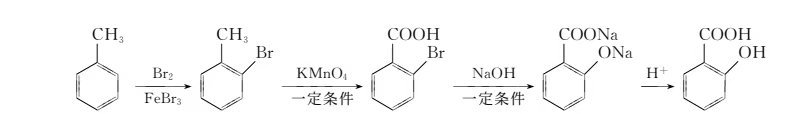 CH₃ CH₃ COOH COONa COOH
Br Br ONa OH
Br₂ KMnO₄ NaOH H⁺
FeBr₃ 一定条件 一定条件